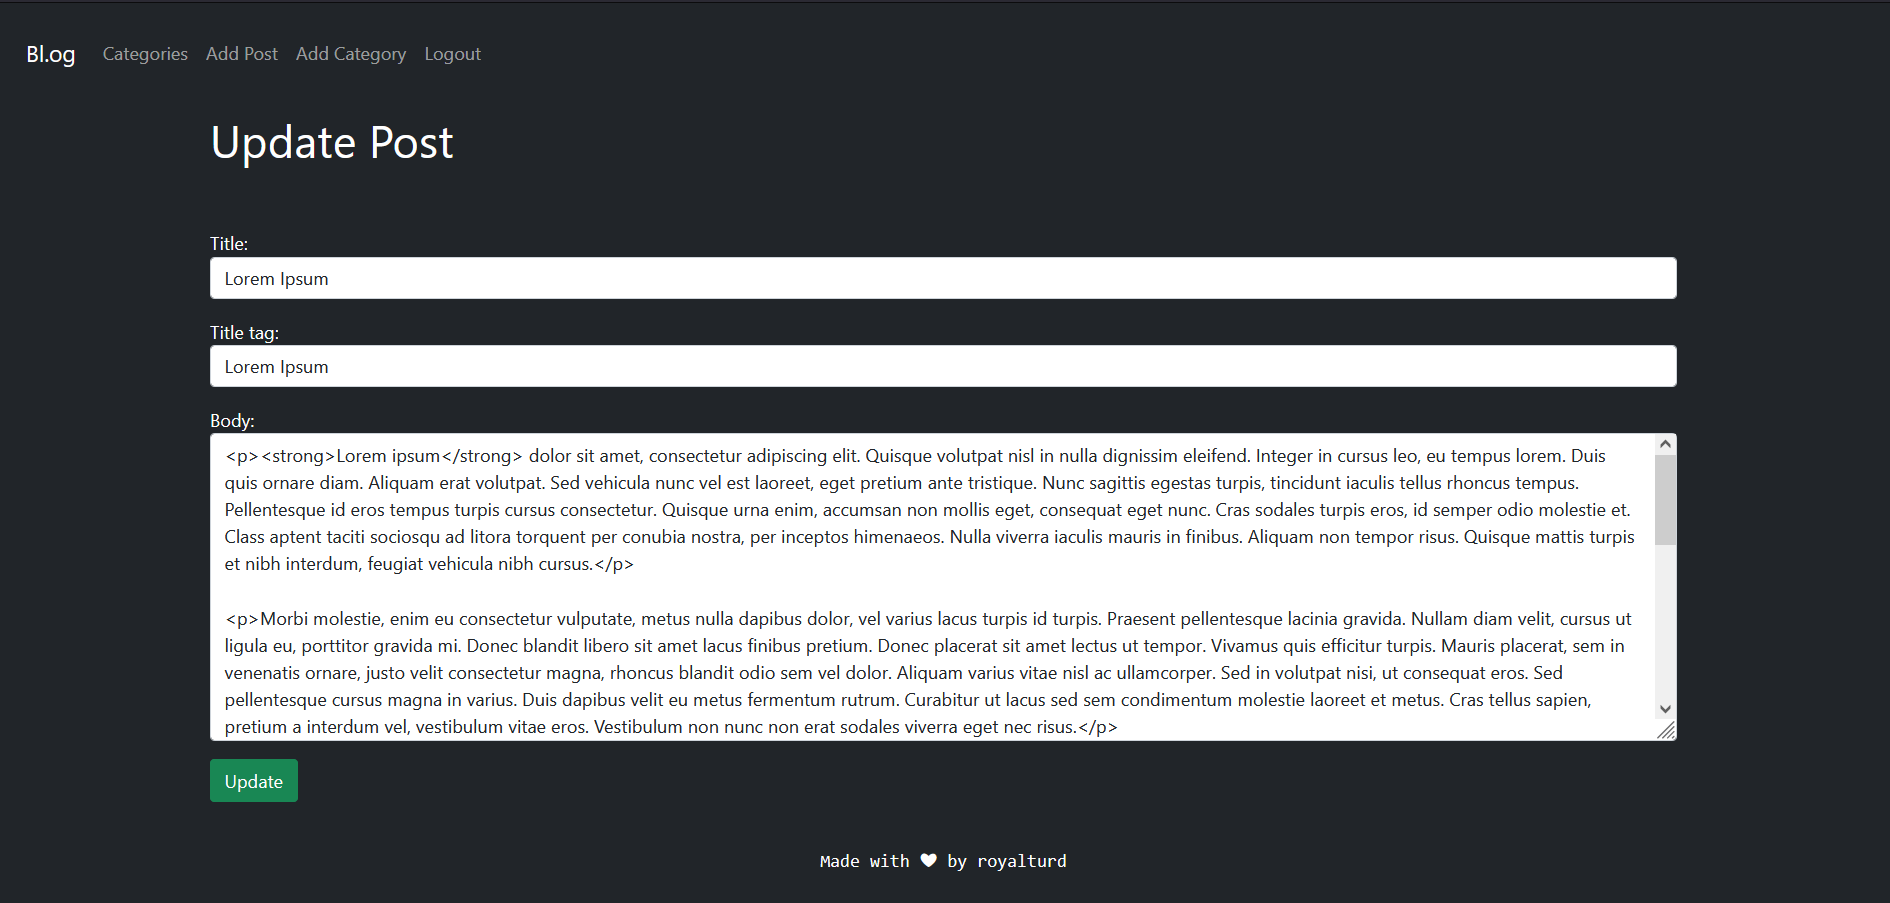 Bl.og Categories Add Post Add Category Logout
Update Post
Title:
Lorem Ipsum
Title tag:
Lorem Ipsum
Body:
<p><strong>Lorem ipsum</strong> dolor sit amet, consectetur adipiscing elit. Quisque volutpat nisl in nulla dignissim eleifend. Integer in cursus leo, eu tempus lorem. Duis
quis ornare diam. Aliquam erat volutpat. Sed vehicula nunc vel est laoreet, eget pretium ante tristique. Nunc sagittis egestas turpis, tincidunt iaculis tellus rhoncus tempus.
Pellentesque id eros tempus turpis cursus consectetur. Quisque urna enim, accumsan non mollis eget, consequat eget nunc. Cras sodales turpis eros, id semper odio molestie et.
Class aptent taciti sociosqu ad litora torquent per conubia nostra, per inceptos himenaeos. Nulla viverra iaculis mauris in finibus. Aliquam non tempor risus. Quisque mattis turpis
et nibh interdum, feugiat vehicula nibh cursus.</p>
<p>Morbi molestie, enim eu consectetur vulputate, metus nulla dapibus dolor, vel varius lacus turpis id turpis. Praesent pellentesque lacinia gravida. Nullam diam velit, cursus ut
ligula eu, porttitor gravida mi. Donec blandit libero sit amet lacus finibus pretium. Donec placerat sit amet lectus ut tempor. Vivamus quis efficitur turpis. Mauris placerat, sem in
venenatis ornare, justo velit consectetur magna, rhoncus blandit odio sem vel dolor. Aliquam varius vitae nisl ac ullamcorper. Sed in volutpat nisi, ut consequat eros. Sed
pellentesque cursus magna in varius. Duis dapibus velit eu metus fermentum rutrum. Curabitur ut lacus sed sem condimentum molestie laoreet et metus. Cras tellus sapien,
pretium a interdum vel, vestibulum vitae eros. Vestibulum non nunc non erat sodales viverra eget nec risus.</p>
Update
Made with ♥ by royalturd